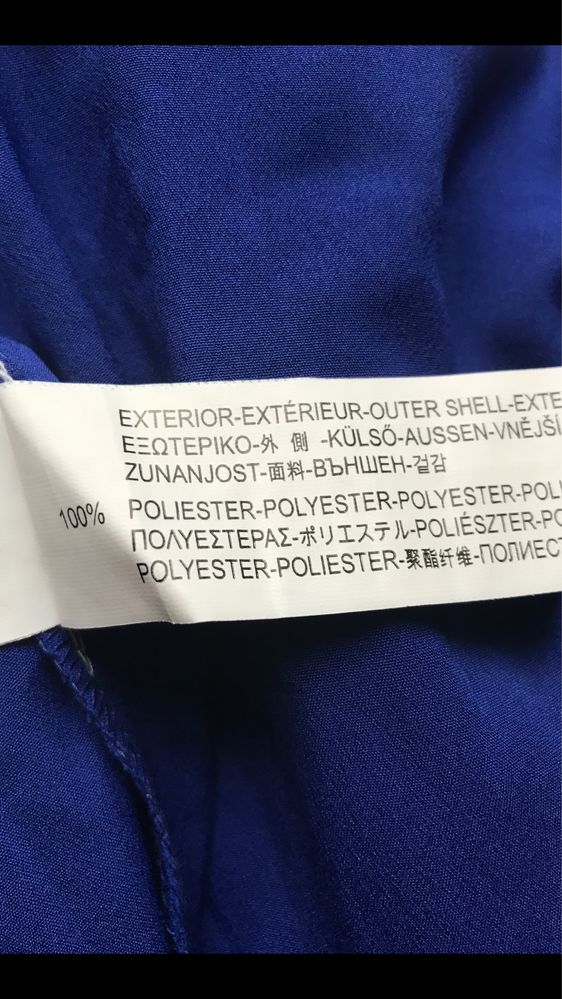 EXTERIOR-EXTÉRIEUR-OUTER SHELL-EXTE
ΕΞΩΤΕΡΙΚΟ-外 側 -KÜLSŐ-AUSSEN-VNĚJŠÍ
ZUNANJOST-面料-ВЪНШЕН-겉감
100% POLIESTER-POLYESTER-POLYESTER-POL
ΠΟΛΥΕΣΤΕΡΑΣ-ポリエステル-POLIÉSZTER-PO
POLYESTER-POLIESTER-聚酯纤维-ПОЛИЕСТ